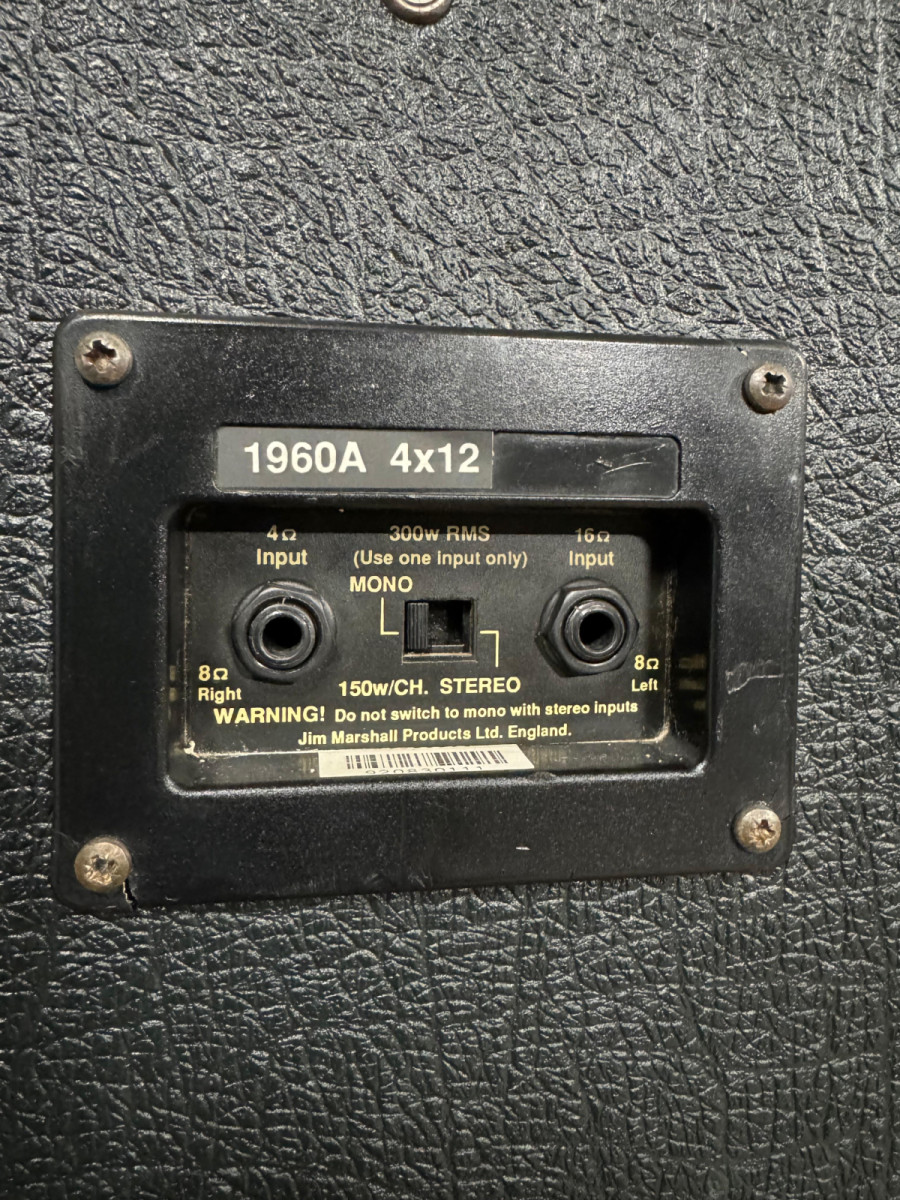 1960A 4x12
4Ω 300w RMS 16Ω
Input (Use one input only) Input
MONO
8Ω 8Ω
Right 150w/CH. STEREO Left
WARNING! Do not switch to mono with stereo inputs
Jim Marshall Products Ltd. England.